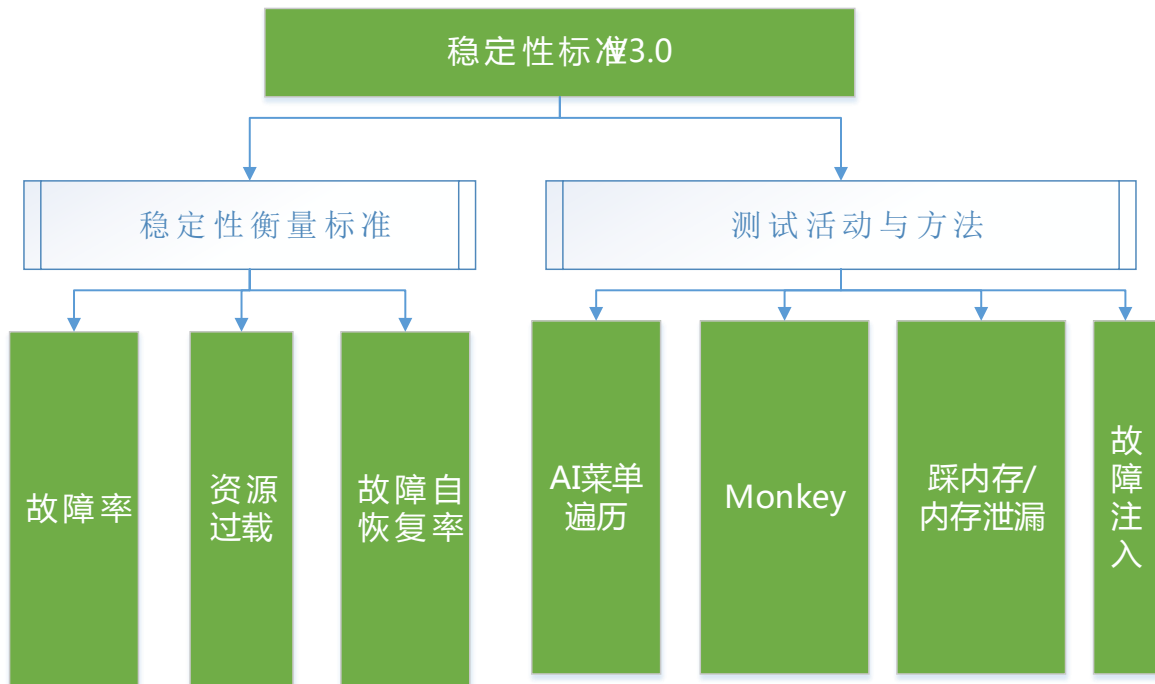 稳定性标准V3.0
稳定性衡量标准
测试活动与方法
故障率
资源
过载
故障自
恢复率
AI菜单
遍历
Monkey
踩内存/
内存泄漏
故
障
注
入